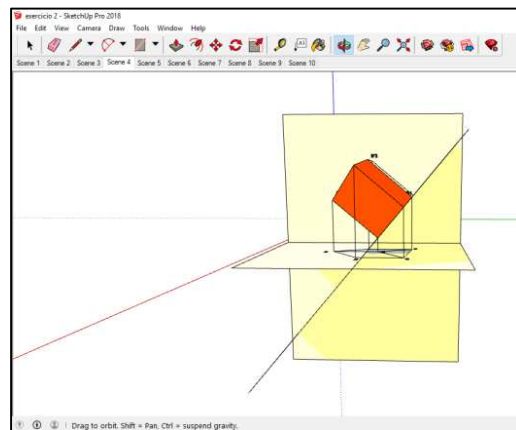 exercicio 2 - SketchUp Pro 2018
File Edit View Camera Draw Tools Window Help
Scene 1 Scene 2 Scene 3 Scene 4 Scene 5 Scene 6 Scene 7 Scene 8 Scene 9 Scene 10
Drag to orbit. Shift = Pan, Ctrl = suspend gravity.